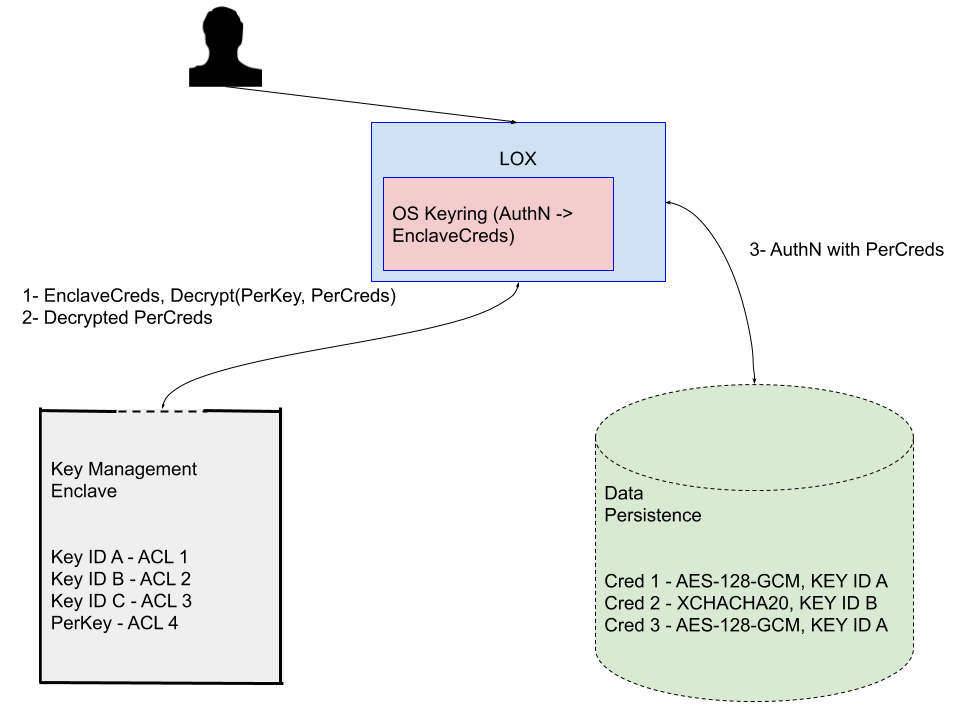 LOX
OS Keyring (AuthN ->
EnclaveCreds)
3- AuthN with PerCreds
1- EnclaveCreds, Decrypt(PerKey, PerCreds)
2- Decrypted PerCreds
Key Management
Enclave
Key ID A - ACL 1
Key ID B - ACL 2
Key ID C - ACL 3
PerKey - ACL 4
Data
Persistence
Cred 1 - AES-128-GCM, KEY ID A
Cred 2 - XCHACHA20, KEY ID B
Cred 3 - AES-128-GCM, KEY ID A